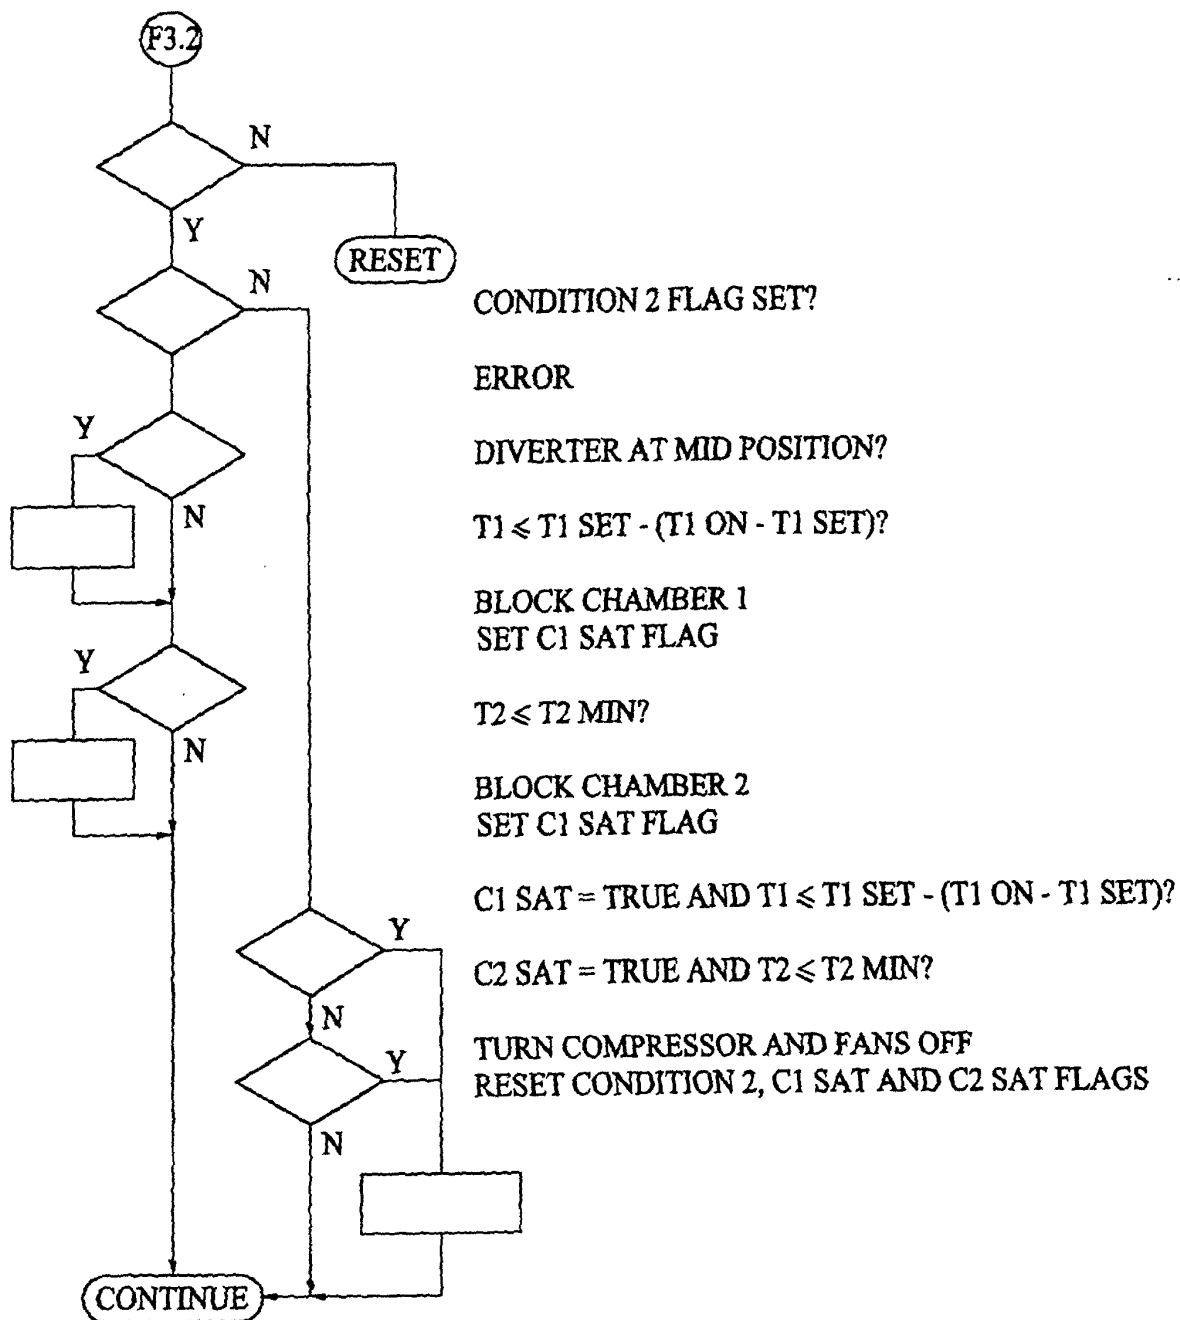 F3.2
N
Y
RESET
N
CONDITION 2 FLAG SET?
ERROR
Y
DIVERTER AT MID POSITION?
N
T1 ⩽ T1 SET - (T1 ON - T1 SET)?
BLOCK CHAMBER 1
SET C1 SAT FLAG
Y
T2 ⩽ T2 MIN?
N
BLOCK CHAMBER 2
SET C1 SAT FLAG
C1 SAT = TRUE AND T1 ⩽ T1 SET - (T1 ON - T1 SET)?
Y
C2 SAT = TRUE AND T2 ⩽ T2 MIN?
N
TURN COMPRESSOR AND FANS OFF
Y
RESET CONDITION 2, C1 SAT AND C2 SAT FLAGS
N
CONTINUE